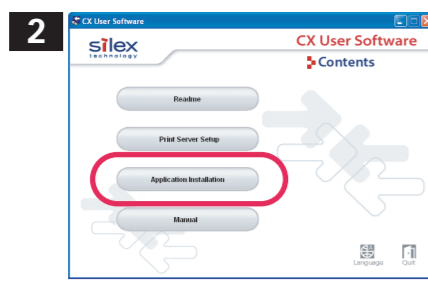 2
CX User Software
silex
technology
CX User Software
Contents
Readme
Print Server Setup
Application Installation
Manual
Language
Quit